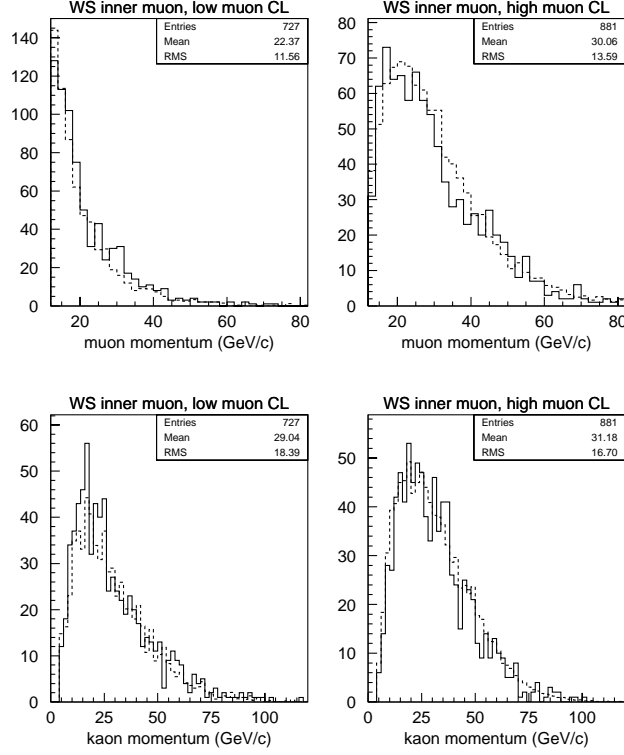 WS inner muon, low muon CL
Entries 727
Mean 22.37
RMS 11.56
140
120
100
80
60
40
20
0
20 40 60 80
muon momentum (GeV/c)
WS inner muon, high muon CL
Entries 881
Mean 30.06
RMS 13.59
80
70
60
50
40
30
20
10
0
20 40 60 80
muon momentum (GeV/c)
WS inner muon, low muon CL
Entries 727
Mean 29.04
RMS 18.39
60
50
40
30
20
10
0
0 25 50 75 100
kaon momentum (GeV/c)
WS inner muon, high muon CL
Entries 881
Mean 31.18
RMS 16.70
50
40
30
20
10
0
0 25 50 75 100
kaon momentum (GeV/c)